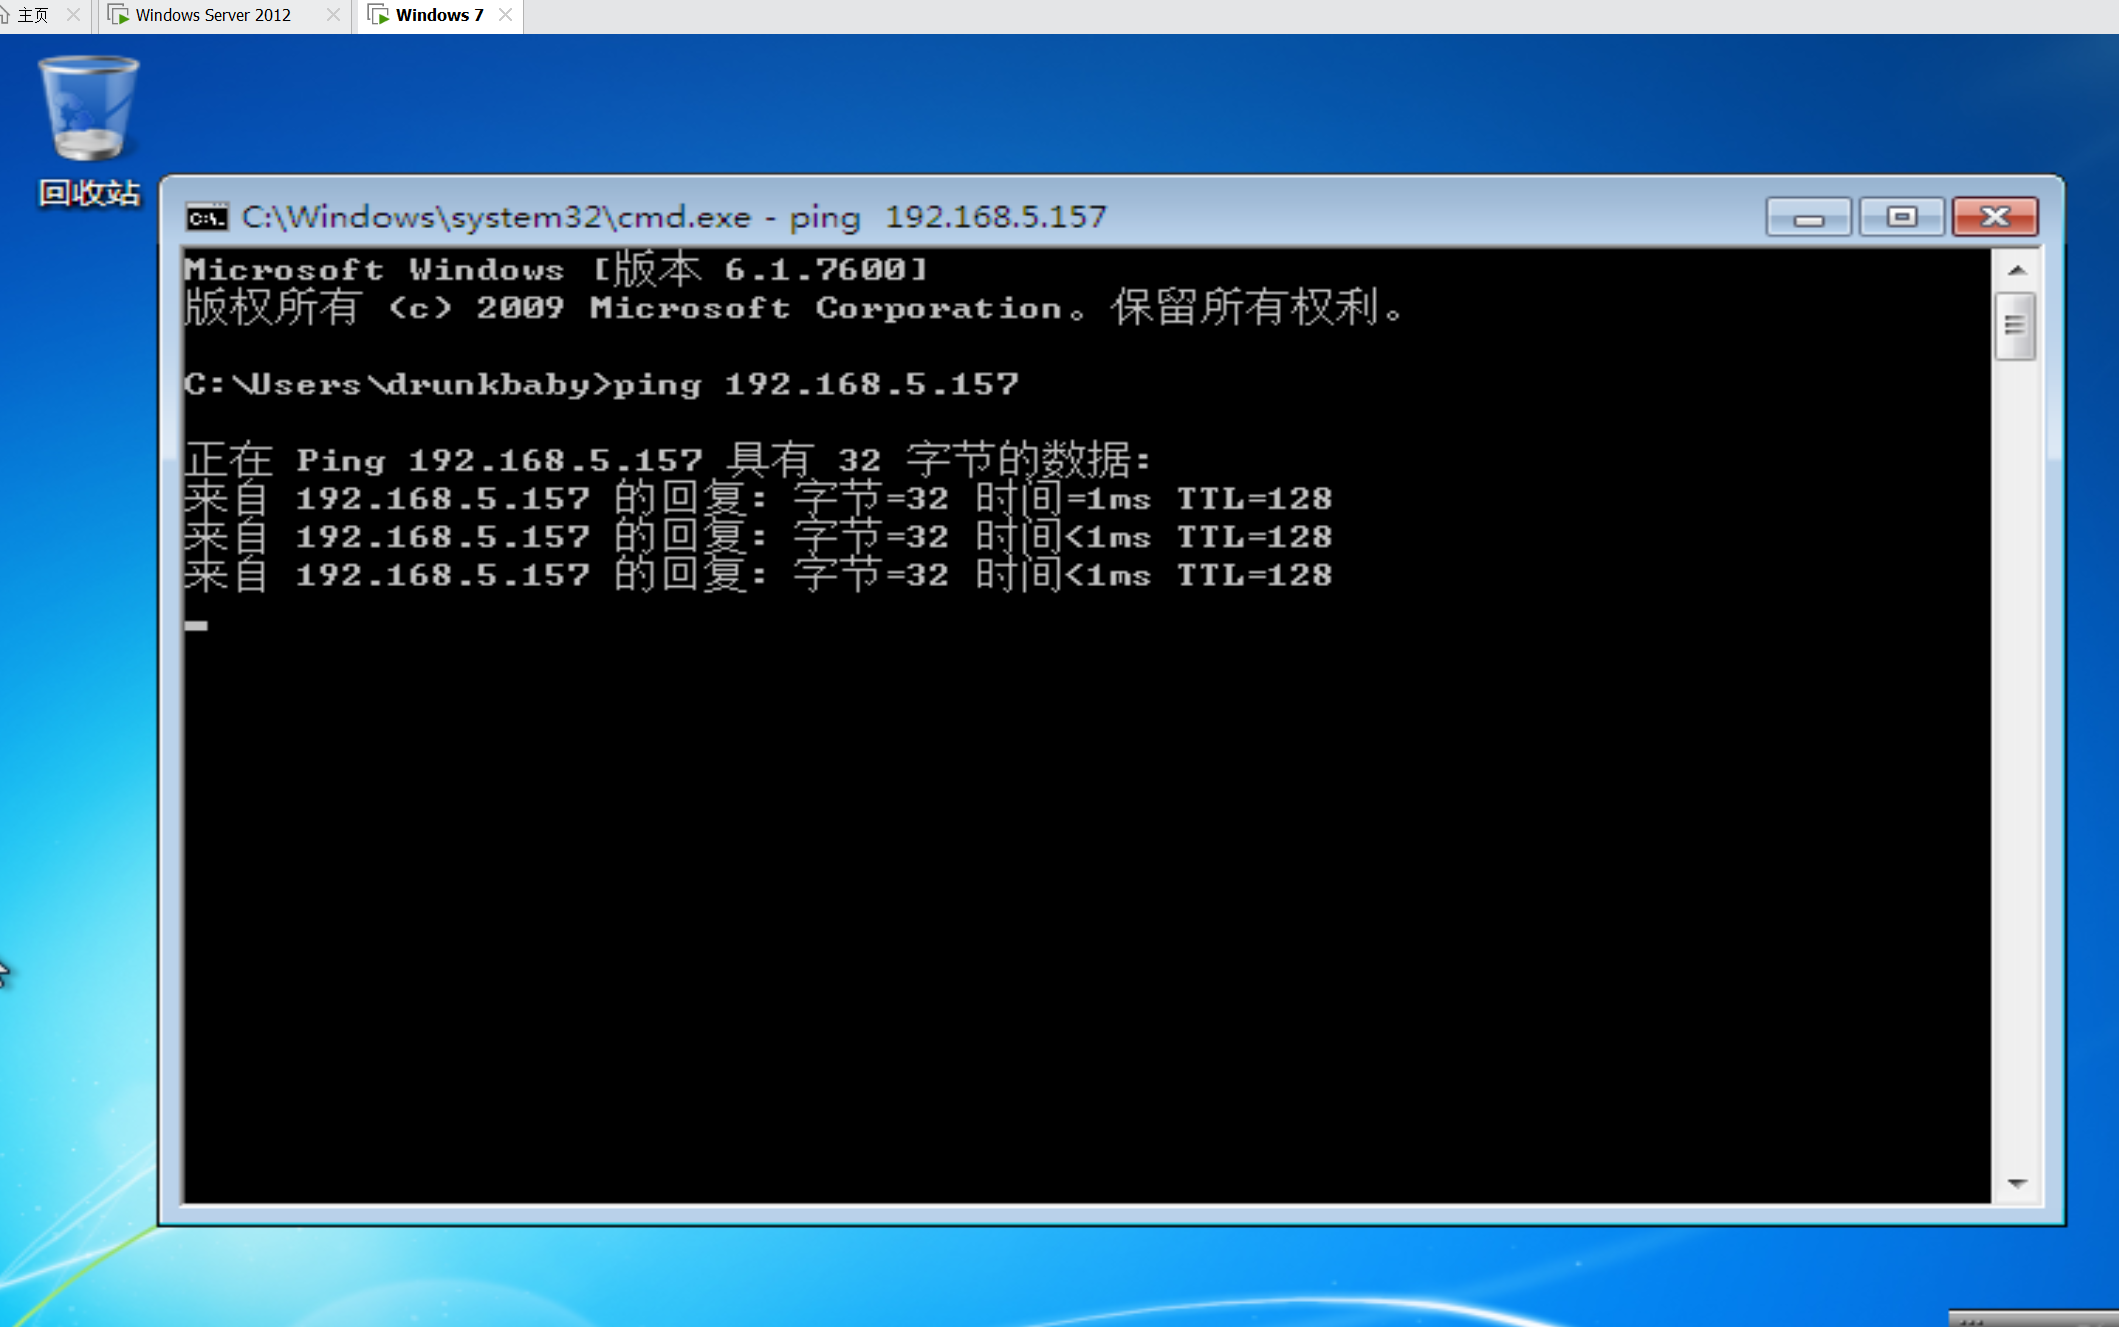 主页
Windows Server 2012
Windows 7
回收站
C:\Windows\system32\cmd.exe - ping 192.168.5.157
Microsoft Windows [版本 6.1.7600]
版权所有 (c) 2009 Microsoft Corporation。保留所有权利。
C:\Users\drunkbaby>ping 192.168.5.157
正在 Ping 192.168.5.157 具有 32 字节的数据:
来自 192.168.5.157 的回复: 字节=32 时间=1ms TTL=128
来自 192.168.5.157 的回复: 字节=32 时间<1ms TTL=128
来自 192.168.5.157 的回复: 字节=32 时间<1ms TTL=128